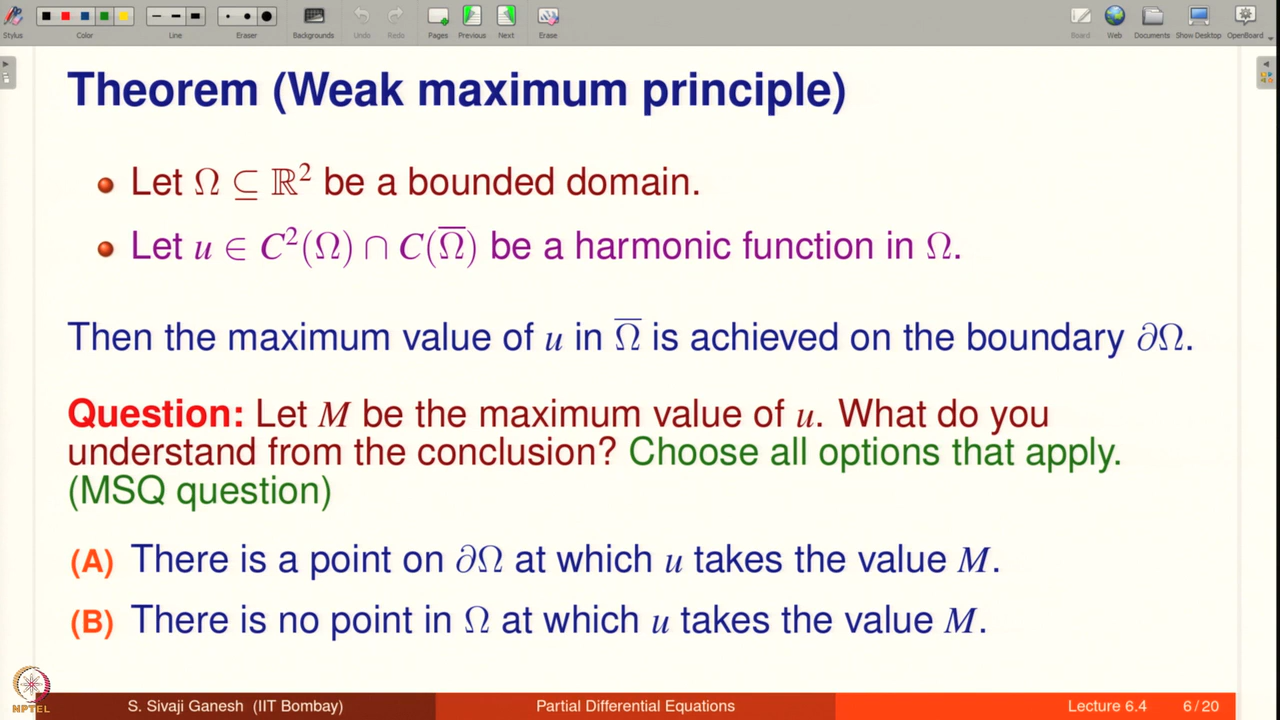 Stylus Color Line Eraser Backgrounds Undo Redo Pages Previous Next Erase Board Web Documents Show Desktop OpenBoard
Theorem (Weak maximum principle)
Let Ω ⊆ ℝ² be a bounded domain.
Let u ∈ C²(Ω) ∩ C(Ω̅) be a harmonic function in Ω.
Then the maximum value of u in Ω̅ is achieved on the boundary ∂Ω.
Question: Let M be the maximum value of u. What do you
understand from the conclusion? Choose all options that apply.
(MSQ question)
(A) There is a point on ∂Ω at which u takes the value M.
(B) There is no point in Ω at which u takes the value M.
NPTEL
S. Sivaji Ganesh (IIT Bombay) Partial Differential Equations Lecture 6.4 6 / 20